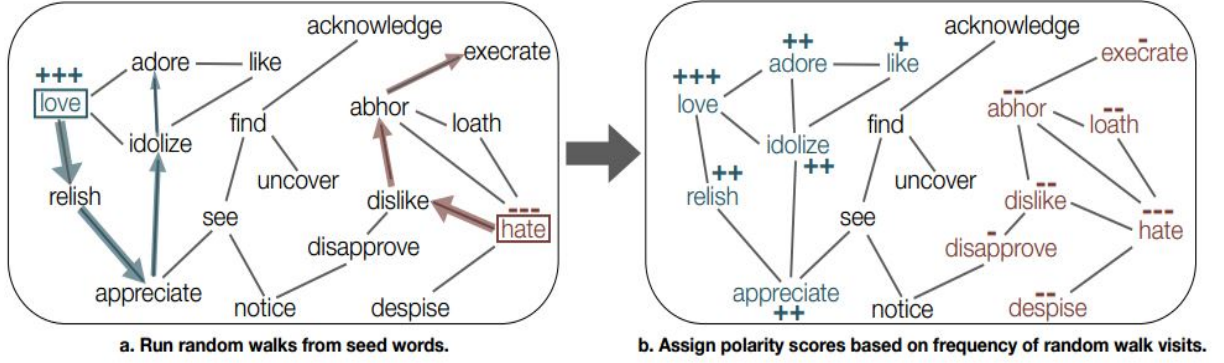 acknowledge
execrate
adore
like
+++
love
abhor
find
loath
idolize
uncover
relish
dislike
---
hate
see
disapprove
appreciate
notice
despise
a. Run random walks from seed words.
acknowledge
++
adore
+
like
-
execrate
+++
love
--
abhor
--
loath
find
idolize
++
uncover
++
relish
--
dislike
see
---
hate
-
disapprove
appreciate
++
notice
--
despise
b. Assign polarity scores based on frequency of random walk visits.